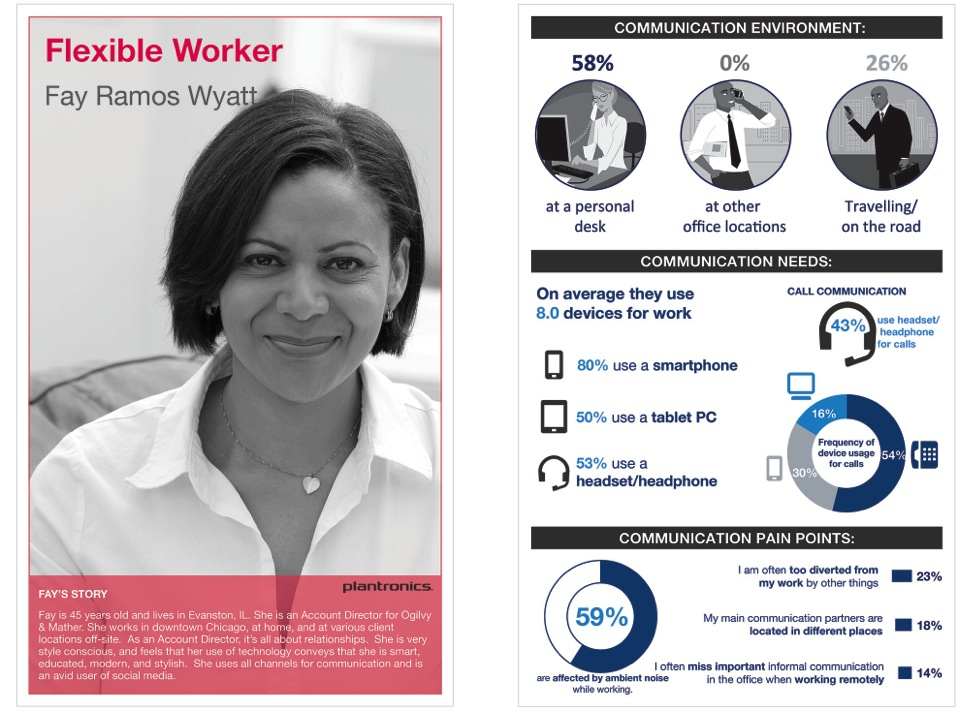 Flexible Worker
Fay Ramos Wyatt
plantronics.
FAY'S STORY
Fay is 45 years old and lives in Evanston, IL. She is an Account Director for Ogilvy
& Mather. She works in downtown Chicago, at home, and at various client
locations off-site. As an Account Director, it's all about relationships. She is very
style conscious, and feels that her use of technology conveys that she is smart,
educated, modern, and stylish. She uses all channels for communication and is
an avid user of social media.
COMMUNICATION ENVIRONMENT:
58%
0%
26%
at a personal
desk
at other
office locations
Travelling/
on the road
COMMUNICATION NEEDS:
On average they use
8.0 devices for work
80% use a smartphone
50% use a tablet PC
53% use a
headset/headphone
CALL COMMUNICATION
43%
use headset/
headphone
for calls
16%
54%
30%
Frequency of
device usage
for calls
COMMUNICATION PAIN POINTS:
59%
are affected by ambient noise
while working.
I am often too diverted from
my work by other things
23%
My main communication partners are
located in different places
18%
I often miss important informal communication
in the office when working remotely
14%